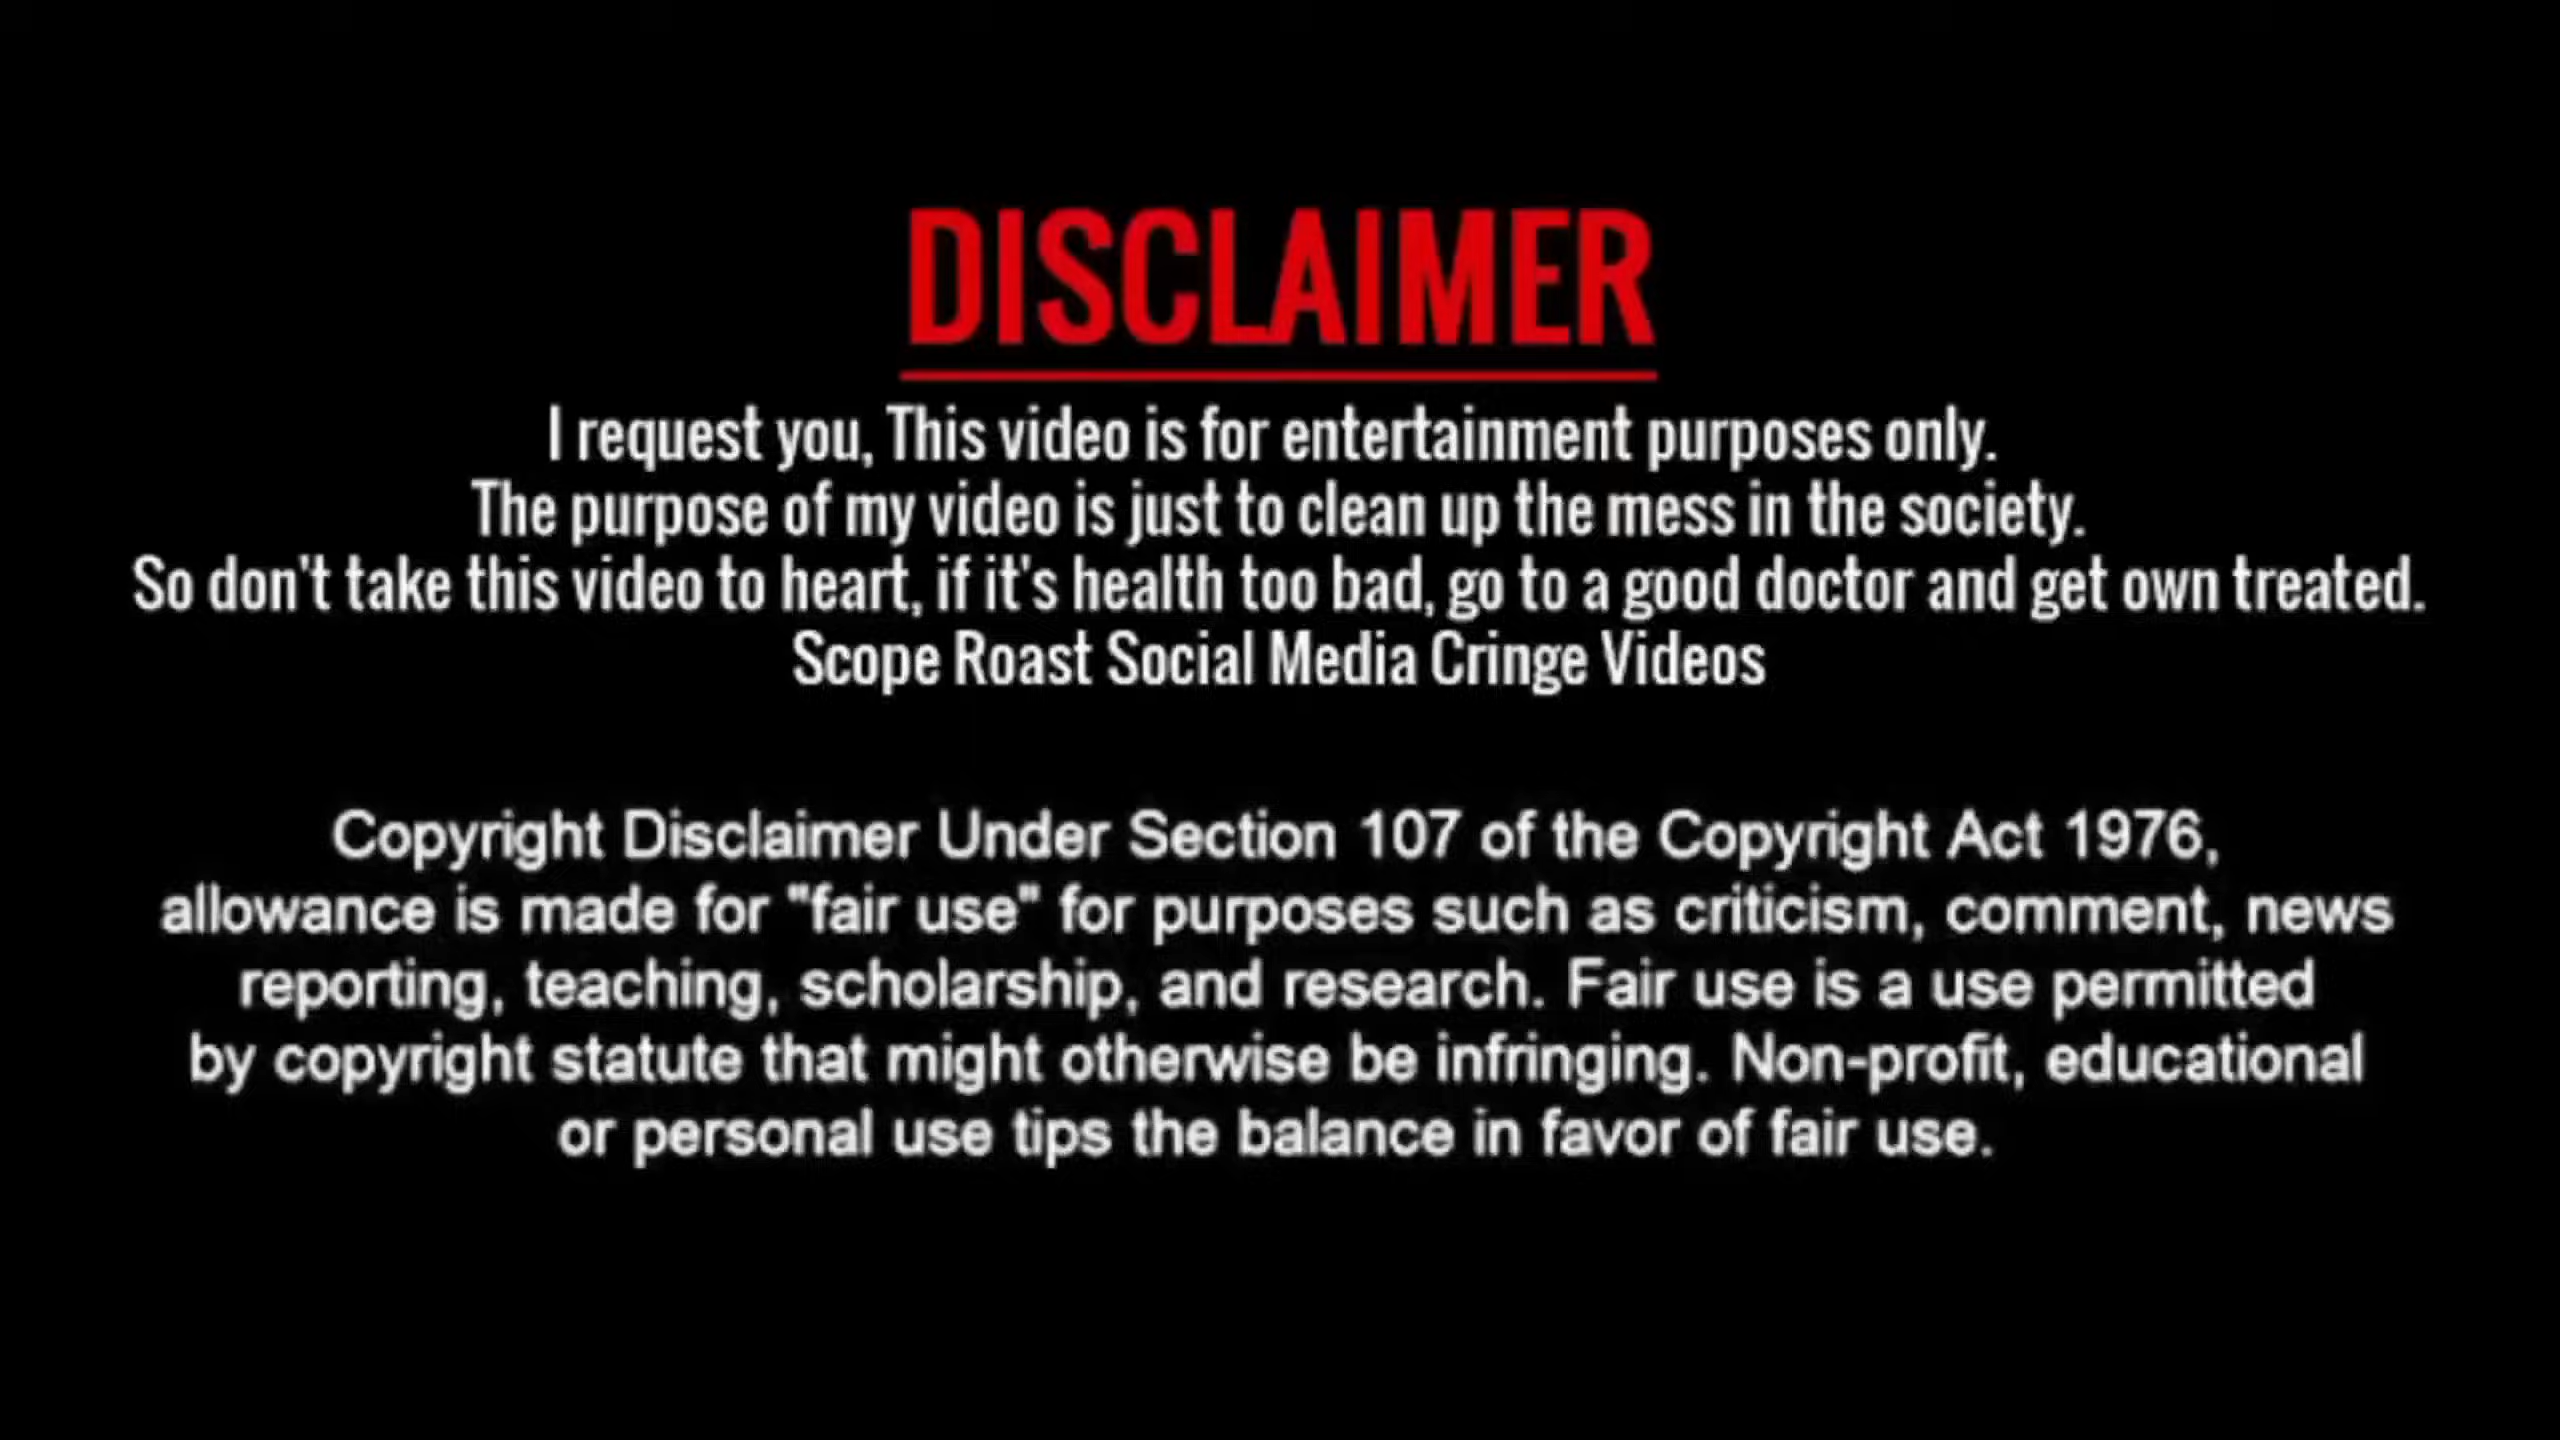 DISCLAIMER
I request you, This video is for entertainment purposes only.
The purpose of my video is just to clean up the mess in the society.
So don't take this video to heart, if it's health too bad, go to a good doctor and get own treated.
Scope Roast Social Media Cringe Videos
Copyright Disclaimer Under Section 107 of the Copyright Act 1976,
allowance is made for "fair use" for purposes such as criticism, comment, news
reporting, teaching, scholarship, and research. Fair use is a use permitted
by copyright statute that might otherwise be infringing. Non-profit, educational
or personal use tips the balance in favor of fair use.